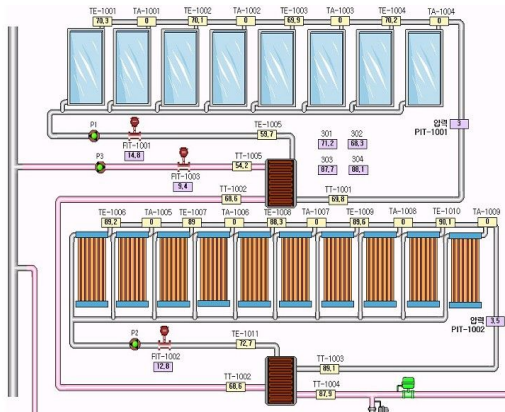 TE-1001 TA-1001 TE-1002 TA-1002 TE-1003 TA-1003 TE-1004 TA-1004
70,3 0 70,1 0 69,9 0 70,2 0
P1
FIT-1001
14,8
TE-1005
59,7
301 302
71,2 68,3
303 304
87,7 88,1
압력 3
PIT-1001
P3
FIT-1003
9,4
TT-1005
54,2
TT-1002
68,6
TT-1001
69,8
TE-1006 TA-1005 TE-1007 TA-1006 TE-1008 TA-1007 TE-1009 TA-1008 TE-1010 TA-1009
89,2 0 89 0 88,3 0 89,6 0 90,1 0
압력 3,5
PIT-1002
P2
FIT-1002
12,8
TE-1011
72,7
TT-1003
89,1
TT-1002
68,6
TT-1004
87,9